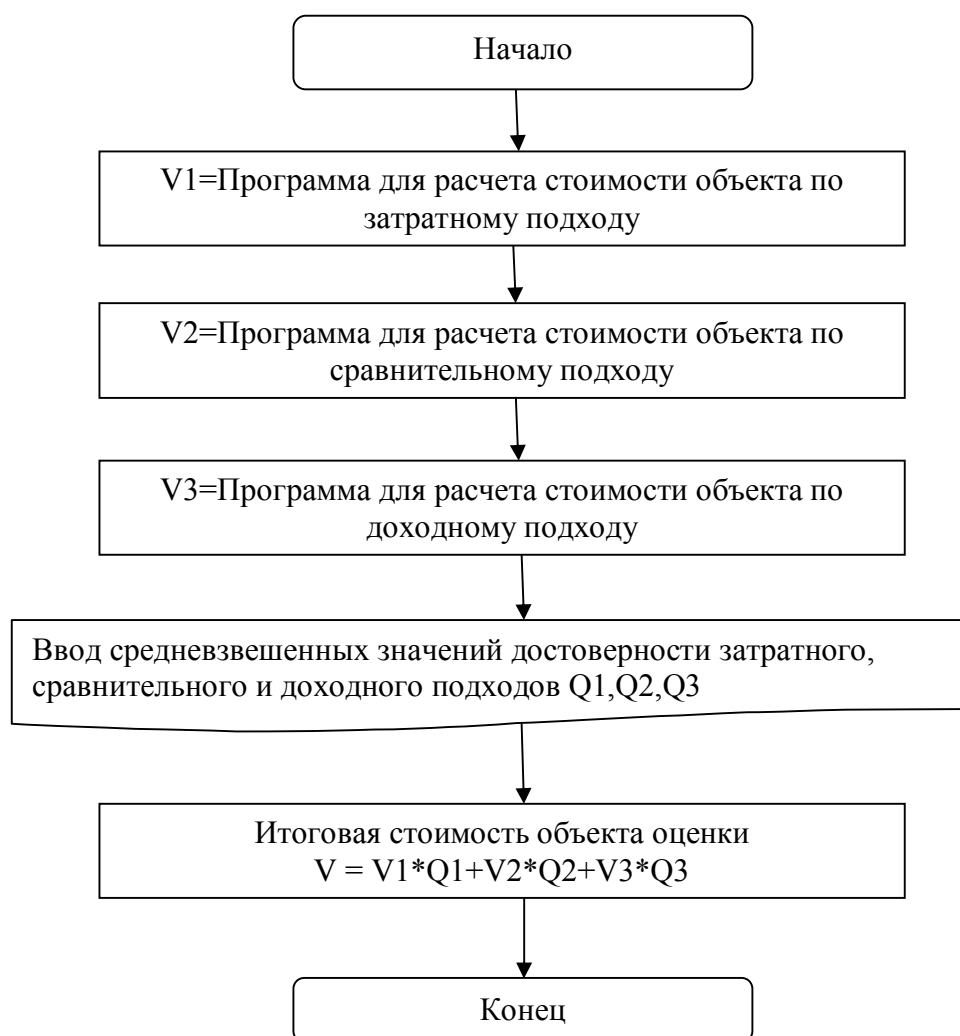 Начало
V1=Программа для расчета стоимости объекта по
затратному подходу
V2=Программа для расчета стоимости объекта по
сравнительному подходу
V3=Программа для расчета стоимости объекта по
доходному подходу
Ввод средневзвешенных значений достоверности затратного,
сравнительного и доходного подходов Q1,Q2,Q3
Итоговая стоимость объекта оценки
V = V1*Q1+V2*Q2+V3*Q3
Конец